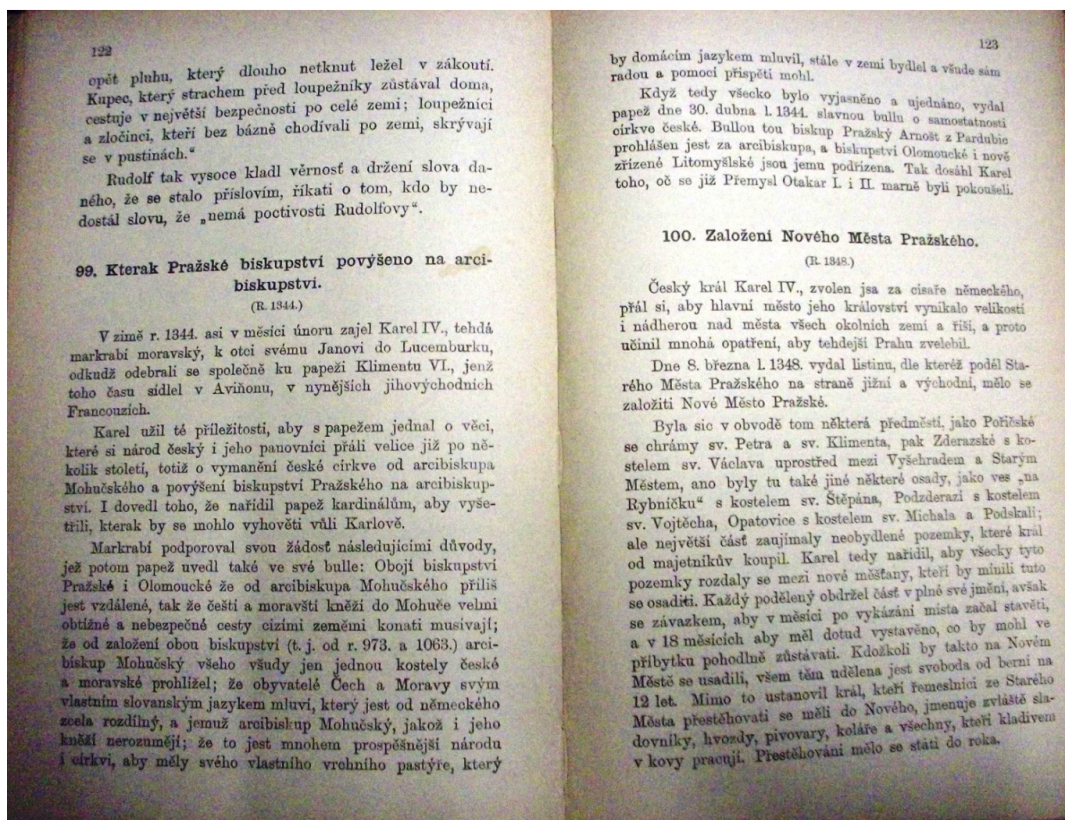 122
opět pluhu, který dlouho netknut ležel v zákoutí.
Kupec, který strachem před loupežníky zůstával doma,
cestuje v největší bezpečnosti po celé zemi; loupežníci
a zločinci, kteří bez bázně chodívali po zemi, skrývají
se v pustinách.“
Rudolf tak vysoce kladl věrnosť a držení slova da-
ného, že se stalo příslovím, říkati o tom, kdo by ne-
dostál slovu, že „nemá poctivosti Rudolfovy“.
99. Kterak Pražské biskupství povýšeno na arci-
biskupství.
(R. 1344.)
V zimě r. 1344. asi v měsíci únoru zajel Karel IV., tehdá
markrabí moravský, k otci svému Janovi do Lucemburku,
odkudž odebrali se společně ku papeži Klimentu VI., jenž
toho času sídlel v Aviňonu, v nynějších jihovýchodních
Francouzích.
Karel užil té příležitosti, aby s papežem jednal o věci,
které si národ český i jeho panovníci přáli velice již po ně-
kolik století, totiž o vymanění české církve od arcibiskupa
Mohučského a povýšení biskupství Pražského na arcibiskup-
ství. I dovedl toho, že nařídil papež kardinálům, aby vyše-
třili, kterak by se mohlo vyhověti vůli Karlově.
Markrabí podporoval svou žádosť následujícími důvody,
jež potom papež uvedl také ve své bulle: Obojí biskupství
Pražské i Olomoucké že od arcibiskupa Mohučského příliš
jest vzdálené, tak že čeští a moravští kněží do Mohuče velmi
obtížné a nebezpečné cesty cizími zeměmi konati musívají;
že od založení obou biskupství (t. j. od r. 973. a 1063.) arci-
biskup Mohučský všeho všudy jen jednou kostely české
a moravské prohlížel; že obyvatelé Čech a Moravy svým
vlastním slovanským jazykem mluví, který jest od německého
zcela rozdílný, a jemuž arcibiskup Mohučský, jakož i jeho
kněží nerozumějí; že to jest mnohem prospěšnější národu
i církvi, aby měly svého vlastního vrchního pastýře, který
123
by domácím jazykem mluvil, stále v zemi bydlel a všude sám
radou a pomocí přispěti mohl.
Když tedy všecko bylo vyjasněno a ujednáno, vydal
papež dne 30. dubna l. 1344. slavnou bullu o samostatnosti
církve české. Bullou tou biskup Pražský Arnošt z Pardubic
prohlášen jest za arcibiskupa, a biskupství Olomoucké i nově
zřízené Litomyšlské jsou jemu podřízena. Tak dosáhl Karel
toho, oč se již Přemysl Otakar I. i II. marně byli pokoušeli.
100. Založení Nového Města Pražského.
(R. 1348.)
Český král Karel IV., zvolen jsa za císaře německého,
přál si, aby hlavní město jeho království vynikalo velikostí
i nádherou nad města všech okolních zemí a říší, a proto
učinil mnohá opatření, aby tehdejší Prahu zvelebil.
Dne 8. března l. 1348. vydal listinu, dle kteréž podél Sta-
rého Města Pražského na straně jižní a východní, mělo se
založiti Nové Město Pražské.
Byla sic v obvodě tom některá předměstí, jako Poříčské
se chrámy sv. Petra a sv. Klimenta, pak Zderazské s ko-
stelem sv. Václava uprostřed mezi Vyšehradem a Starým
Městem, ano byly tu také jiné některé osady, jako ves „na
Rybníčku“ s kostelem sv. Štěpána, Podzderazí s kostelem
sv. Vojtěcha, Opatovice s kostelem sv. Michala a Podskalí;
ale největší čásť zaujímaly neobydlené pozemky, které král
od majetníkův koupil. Karel tedy nařídil, aby všecky tyto
pozemky rozdaly se mezi nové měšťany, kteří by mínili tuto
se osaditi. Každý podělený obdržel čásť v plné své jmění, avšak
se závazkem, aby v měsíci po vykázání místa začal stavěti,
a v 18 měsících aby měl dotud vystavěno, co by mohl ve
příbytku pohodlně zůstávati. Kdožkoli by takto na Novém
Městě se usadili, všem těm udělena jest svoboda od berní na
12 let. Mimo to ustanovil král, kteří řemeslníci ze Starého
Města přestěhovati se měli do Nového, jmenuje zvláště sla-
dovníky, hvozdy, pivovary, koláře a všechny, kteří kladivem
v kovy pracují. Přestěhování mělo se státi do roka.